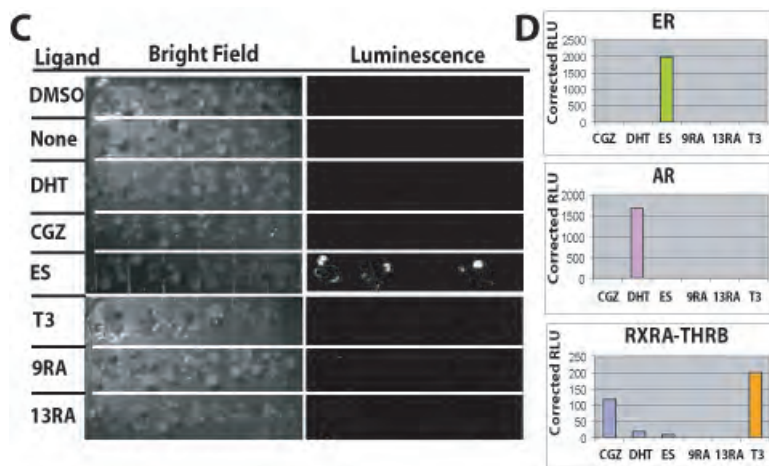 C
Ligand Bright Field Luminescence
DMSO
None
DHT
CGZ
ES
T3
9RA
13RA
D
ER
Corrected RLU
2500
2000
1500
1000
500
0
CGZ DHT ES 9RA 13RA T3
AR
Corrected RLU
2000
1500
1000
500
0
CGZ DHT ES 9RA 13RA T3
RXRA-THRB
Corrected RLU
250
200
150
100
50
0
CGZ DHT ES 9RA 13RA T3